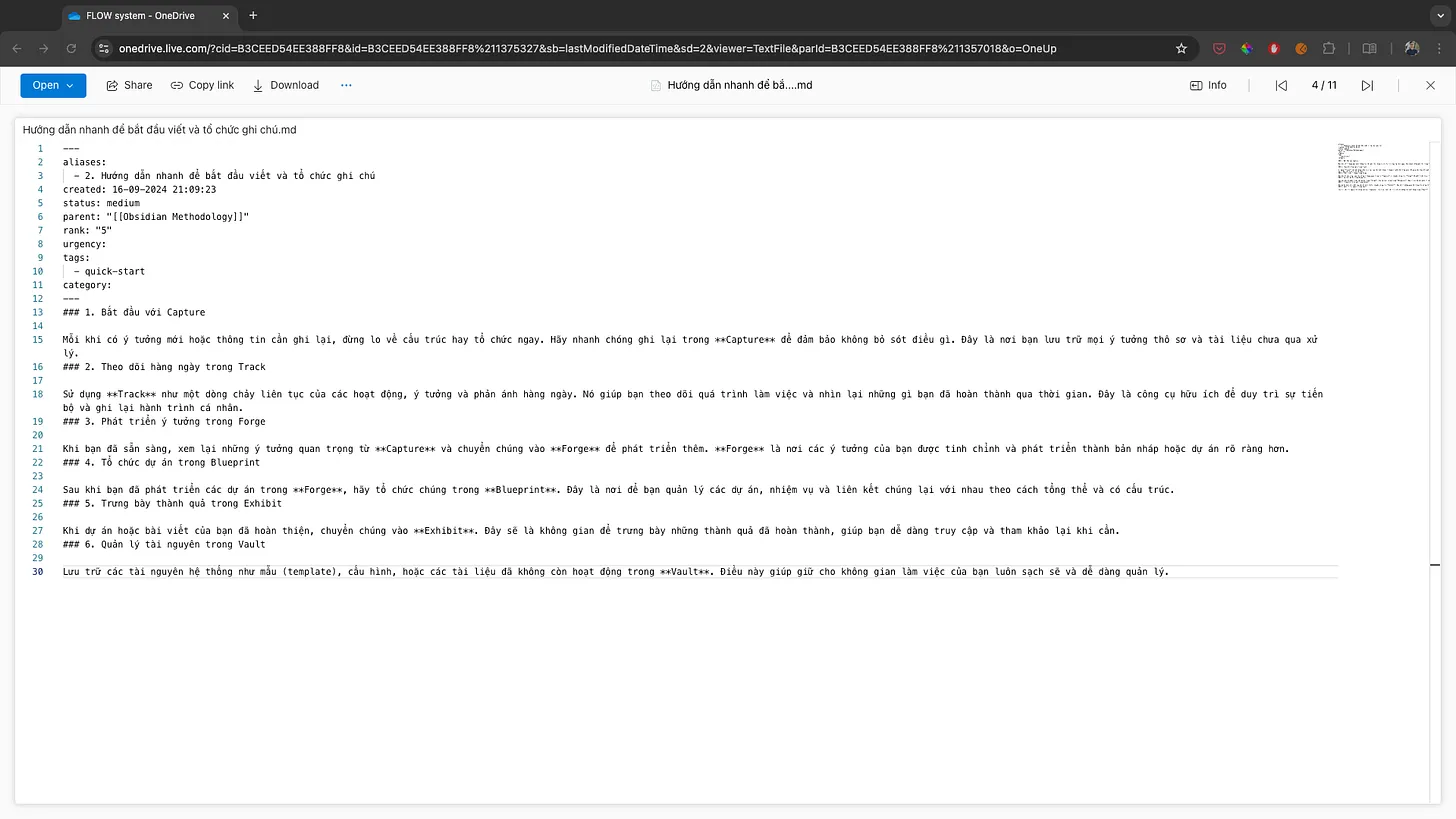 FLOW system - OneDrive
onedrive.live.com/?cid=B3CEED54EE388FF8&id=B3CEED54EE388FF8%211375327&sb=lastModifiedDateTime&sd=2&viewer=TextFile&parId=B3CEED54EE388FF8%211357018&o=OneUp
Open Share Copy link Download ... Hướng dẫn nhanh để bắ....md Info 4 / 11
Hướng dẫn nhanh để bắt đầu viết và tổ chức ghi chú.md
1 ---
2 aliases:
3 - 2. Hướng dẫn nhanh để bắt đầu viết và tổ chức ghi chú
4 created: 16-09-2024 21:09:23
5 status: medium
6 parent: "[[Obsidian Methodology]]"
7 rank: "5"
8 urgency:
9 tags:
10 - quick-start
11 category:
12 ---
13 ### 1. Bắt đầu với Capture
14
15 Mỗi khi có ý tưởng mới hoặc thông tin cần ghi lại, đừng lo về cấu trúc hay tổ chức ngay. Hãy nhanh chóng ghi lại trong **Capture** để đảm bảo không bỏ sót điều gì. Đây là nơi bạn lưu trữ mọi ý tưởng thô sơ và tài liệu chưa qua xử
lý.
16 ### 2. Theo dõi hàng ngày trong Track
17
18 Sử dụng **Track** như một dòng chảy liên tục của các hoạt động, ý tưởng và phản ánh hàng ngày. Nó giúp bạn theo dõi quá trình làm việc và nhìn lại những gì bạn đã hoàn thành qua thời gian. Đây là công cụ hữu ích để duy trì sự tiến
bộ và ghi lại hành trình cá nhân.
19 ### 3. Phát triển ý tưởng trong Forge
20
21 Khi bạn đã sẵn sàng, xem lại những ý tưởng quan trọng từ **Capture** và chuyển chúng vào **Forge** để phát triển thêm. **Forge** là nơi các ý tưởng của bạn được tinh chỉnh và phát triển thành bản nháp hoặc dự án rõ ràng hơn.
22 ### 4. Tổ chức dự án trong Blueprint
23
24 Sau khi bạn đã phát triển các dự án trong **Forge**, hãy tổ chức chúng trong **Blueprint**. Đây là nơi để bạn quản lý các dự án, nhiệm vụ và liên kết chúng lại với nhau theo cách tổng thể và có cấu trúc.
25 ### 5. Trưng bày thành quả trong Exhibit
26
27 Khi dự án hoặc bài viết của bạn đã hoàn thiện, chuyển chúng vào **Exhibit**. Đây sẽ là không gian để trưng bày những thành quả đã hoàn thành, giúp bạn dễ dàng truy cập và tham khảo lại khi cần.
28 ### 6. Quản lý tài nguyên trong Vault
29
30 Lưu trữ các tài nguyên hệ thống như mẫu (template), cấu hình, hoặc các tài liệu đã không còn hoạt động trong **Vault**. Điều này giúp giữ cho không gian làm việc của bạn luôn sạch sẽ và dễ dàng quản lý.